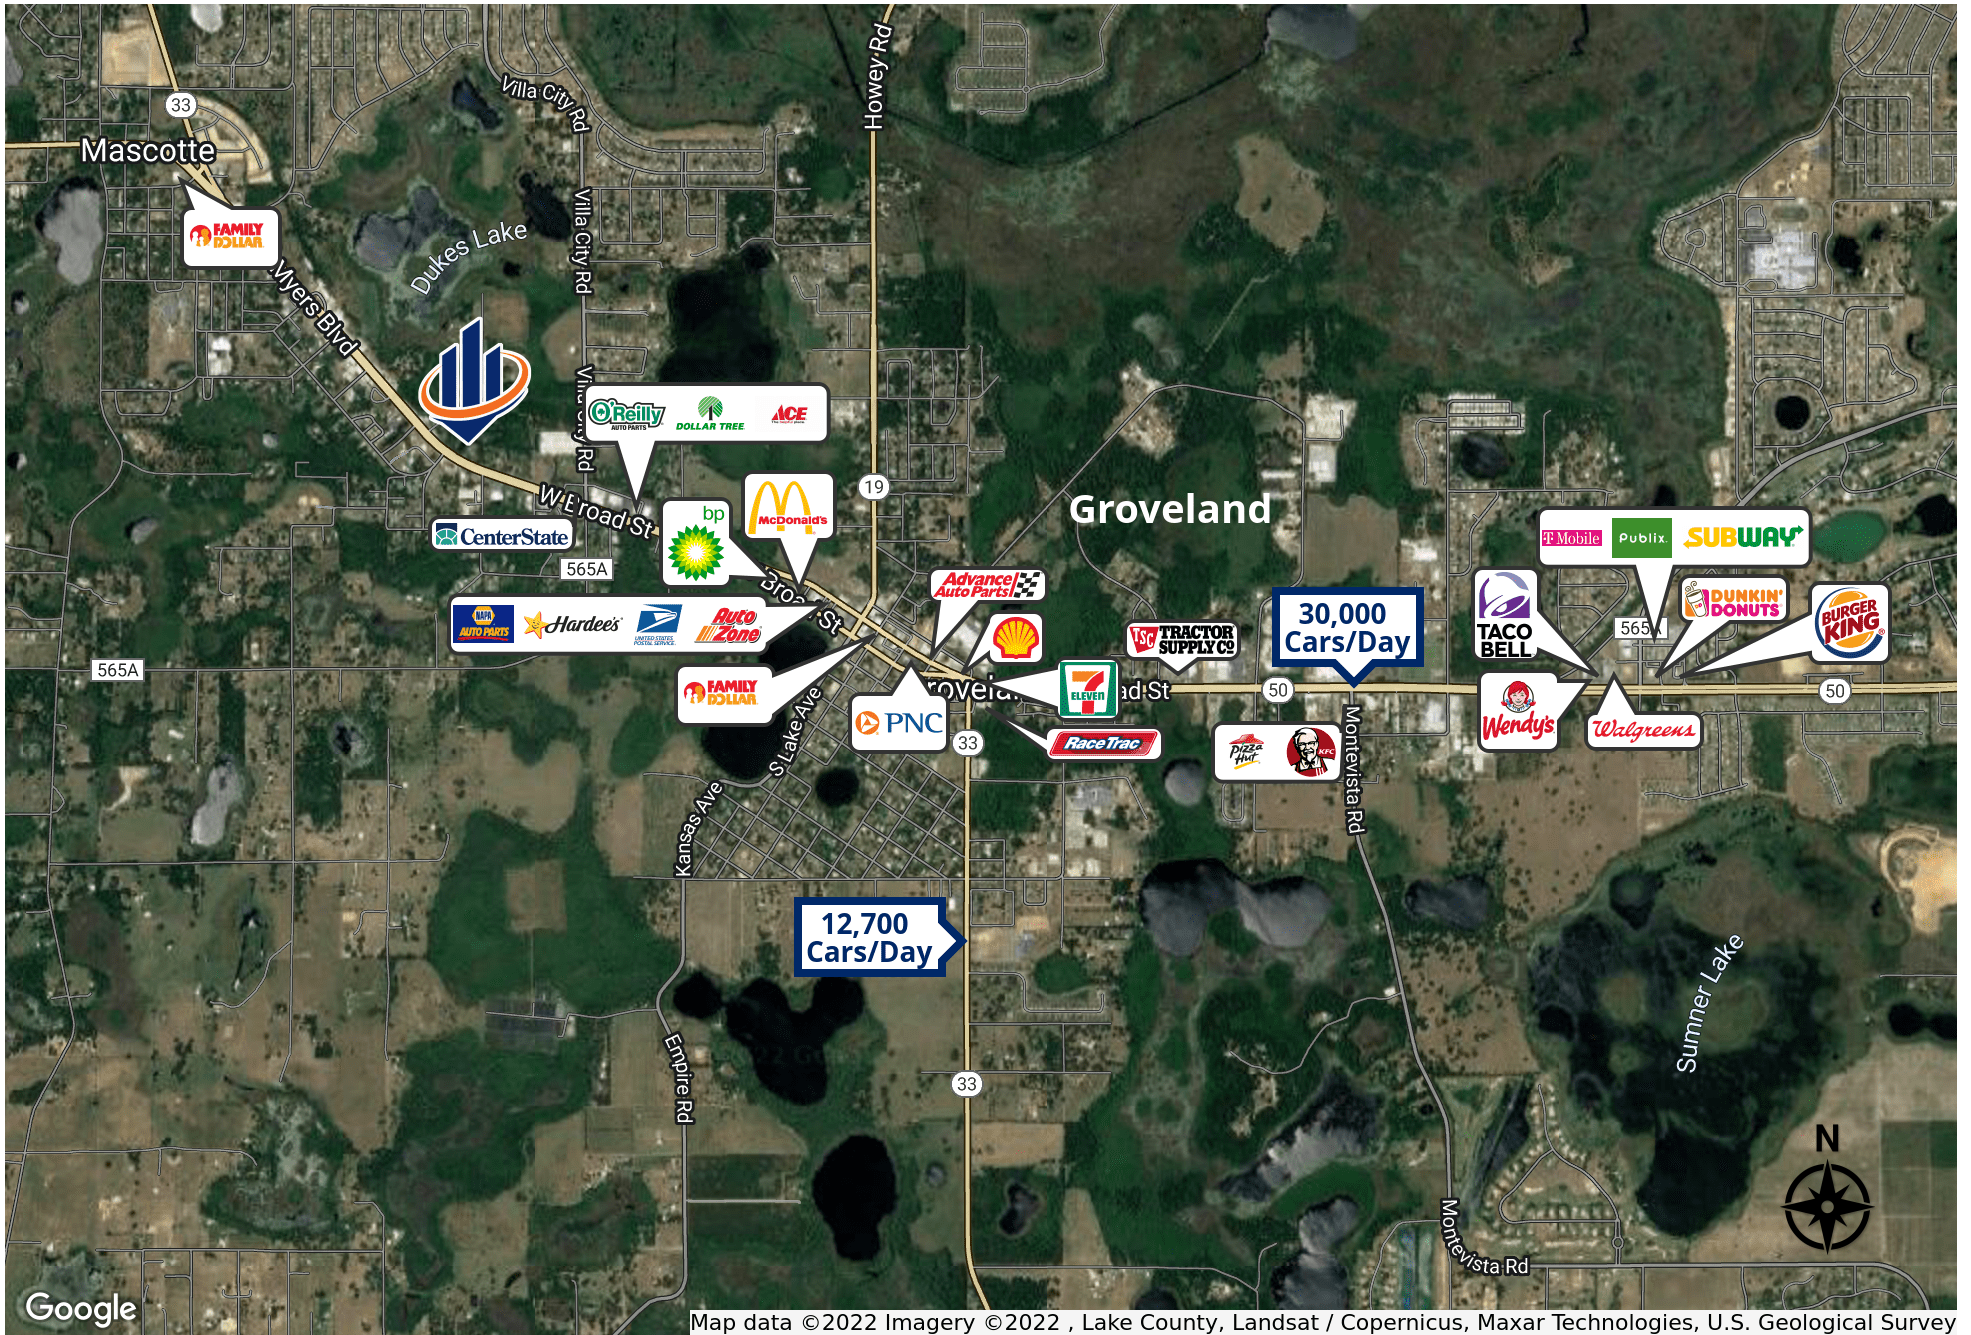 Howey Rd
Villa City Rd
33
Mascotte
FAMILY
DOLLAR
Dukes Lake
Villa City Rd
Myers Blvd
O'Reilly
AUTO PARTS
DOLLAR TREE
ACE
The helpful place.
19
W Broad St
bp
McDonald's
Groveland
CenterState
565A
T Mobile
Publix.
SUBWAY
Advance
Auto Parts
TACO
BELL
DUNKIN'
DONUTS
BURGER
KING
565A
NAPA
AUTO PARTS
Hardee's
UNITED STATES
POSTAL SERVICE.
Auto
Zone
30,000
Cars/Day
TSC TRACTOR
SUPPLY CO
565A
FAMILY
DOLLAR
7
ELEVEN
50
50
PNC
Wendy's
Walgreens
RaceTrac
33
Pizza
Hut
KFC
S Lake Ave
Montevista Rd
Kansas Ave
12,700
Cars/Day
Sumner Lake
Empire Rd
33
N
Montevista Rd
Google
Map data ©2022 Imagery ©2022 , Lake County, Landsat / Copernicus, Maxar Technologies, U.S. Geological Survey